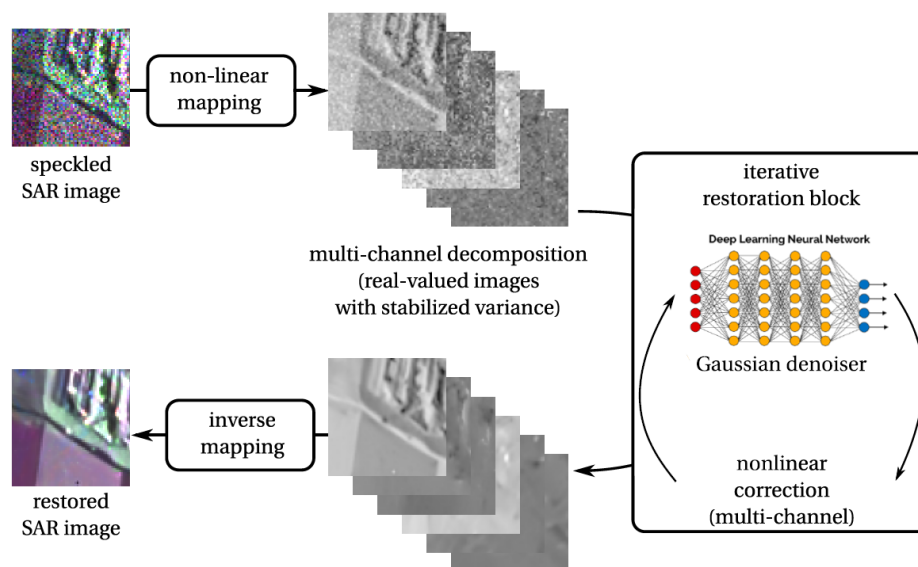 non-linear
mapping
speckled
SAR image
multi-channel decomposition
(real-valued images
with stabilized variance)
iterative
restoration block
Deep Learning Neural Network
Gaussian denoiser
nonlinear
correction
(multi-channel)
inverse
mapping
restored
SAR image